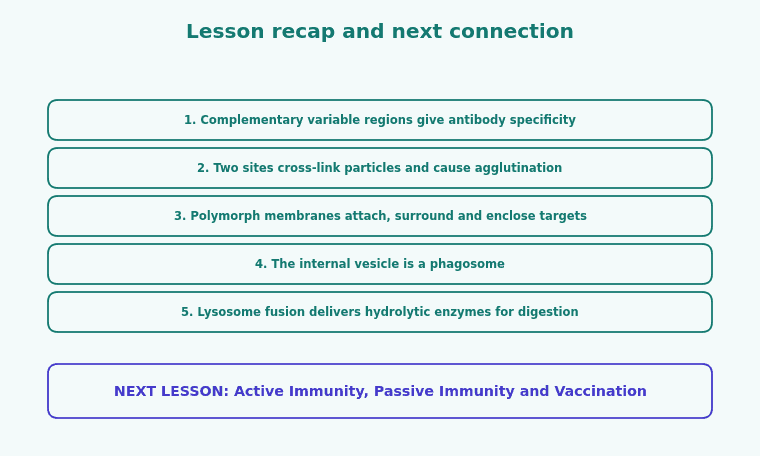 Lesson recap and next connection
1. Complementary variable regions give antibody specificity
2. Two sites cross-link particles and cause agglutination
3. Polymorph membranes attach, surround and enclose targets
4. The internal vesicle is a phagosome
5. Lysosome fusion delivers hydrolytic enzymes for digestion
NEXT LESSON: Active Immunity, Passive Immunity and Vaccination